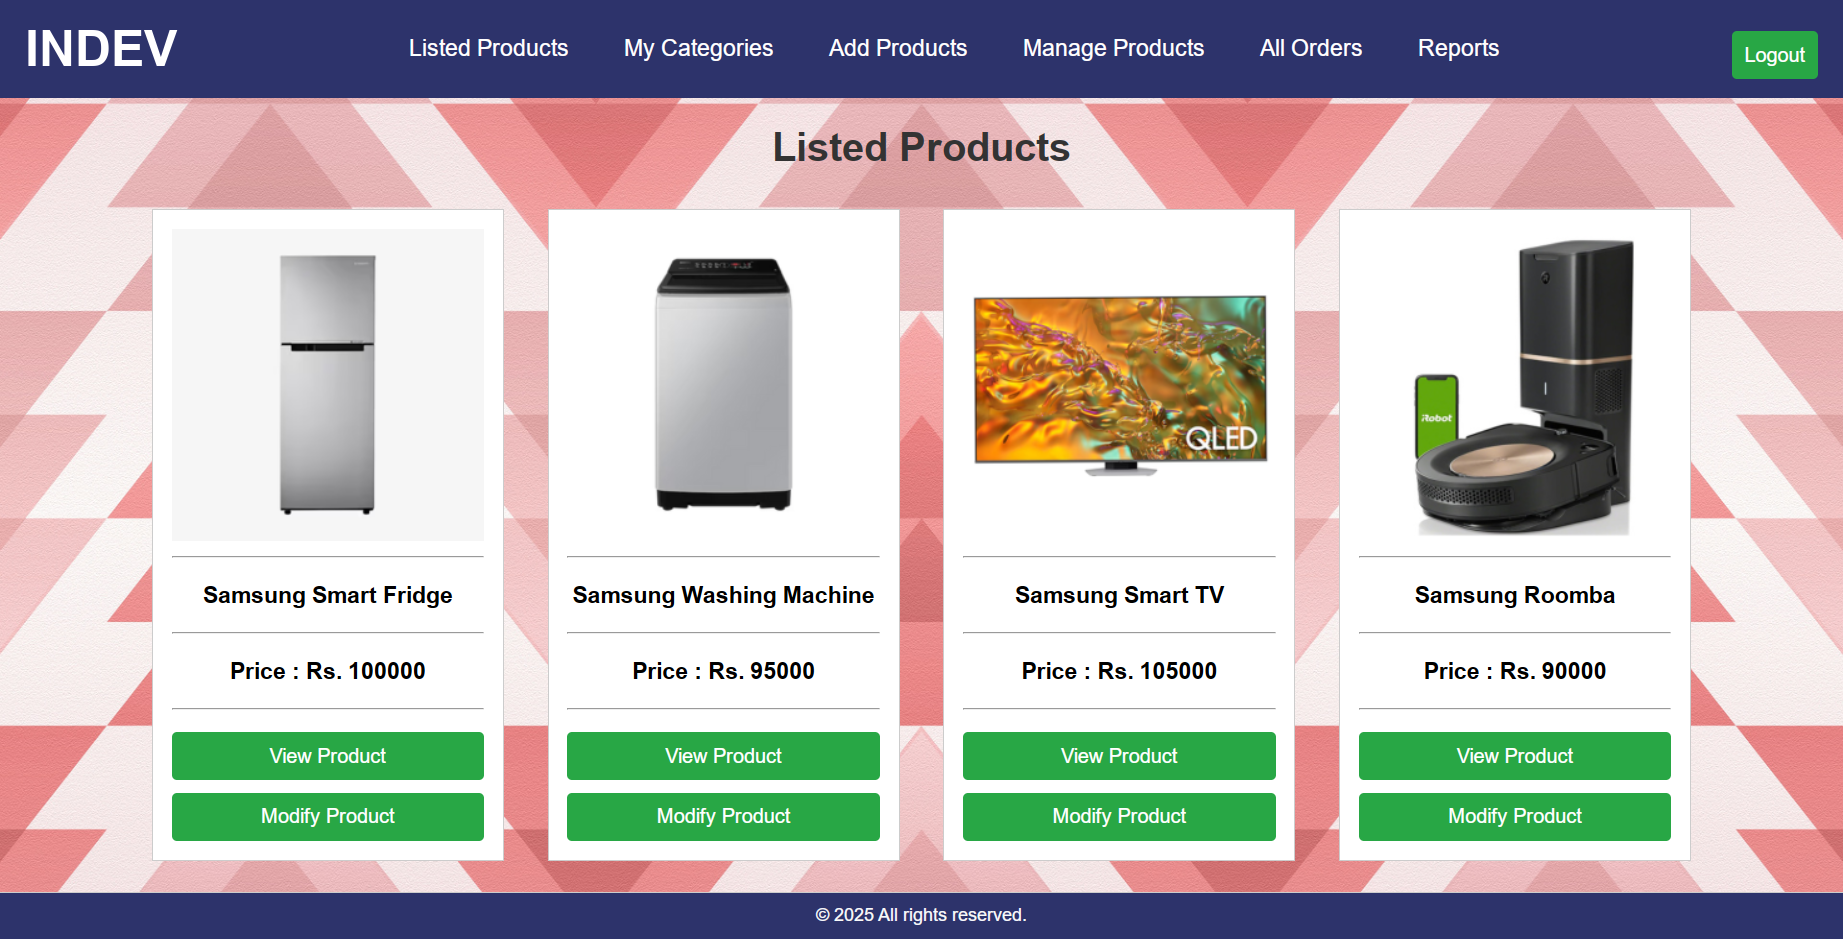 INDEV
Listed Products
My Categories
Add Products
Manage Products
All Orders
Reports
Logout
Listed Products
QLED
iRobot
Samsung Smart Fridge
Samsung Washing Machine
Samsung Smart TV
Samsung Roomba
Price : Rs. 100000
Price : Rs. 95000
Price : Rs. 105000
Price : Rs. 90000
View Product
View Product
View Product
View Product
Modify Product
Modify Product
Modify Product
Modify Product
© 2025 All rights reserved.